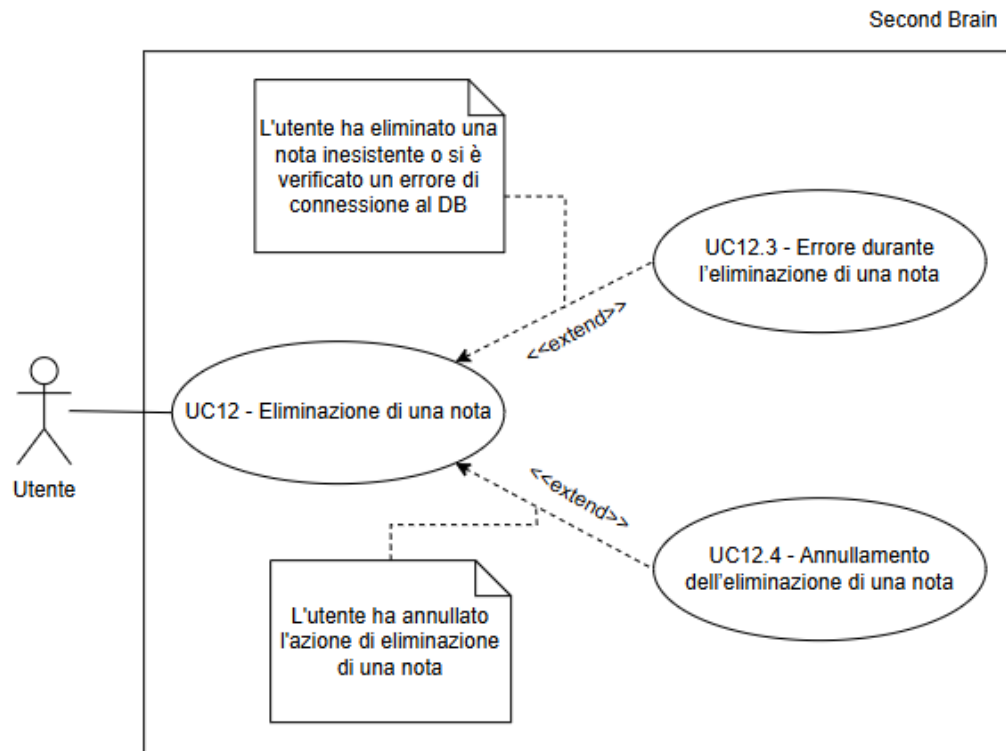 Second Brain
L'utente ha eliminato una
nota inesistente o si è
verificato un errore di
connessione al DB
UC12.3 - Errore durante
l'eliminazione di una nota
<<extend>>
UC12 - Eliminazione di una nota
Utente
<<extend>>
UC12.4 - Annullamento
dell'eliminazione di una nota
L'utente ha annullato
l'azione di eliminazione
di una nota